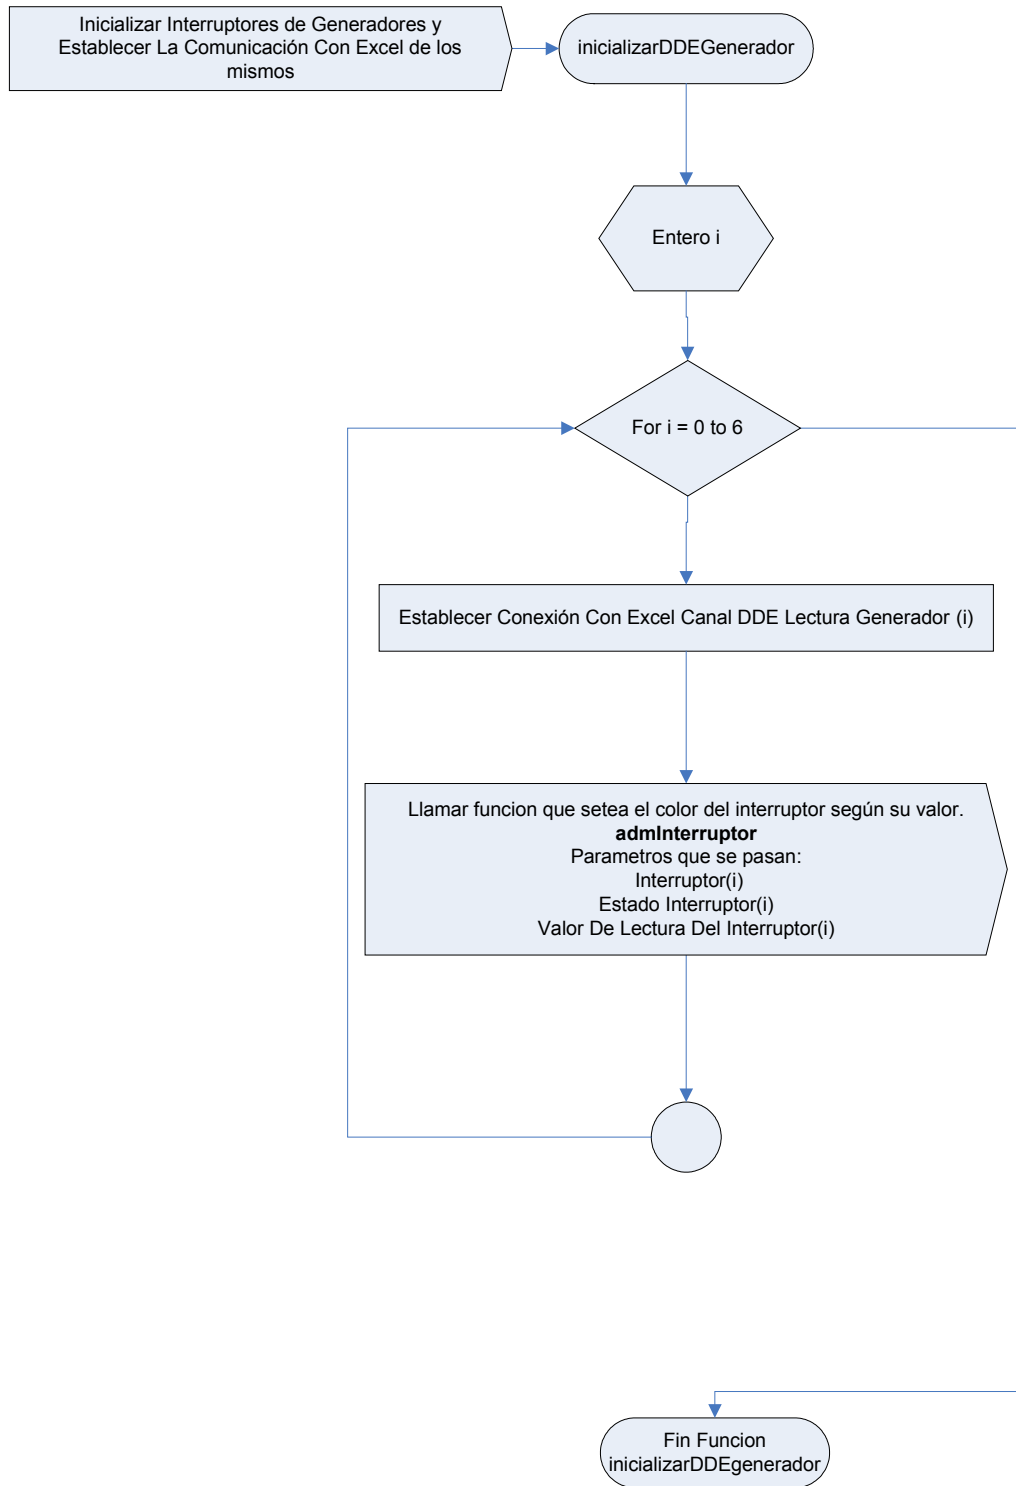 Inicializar Interruptores de Generadores y
Establecer La Comunicación Con Excel de los
mismos
inicializarDDEGenerador
Entero i
For i = 0 to 6
Establecer Conexión Con Excel Canal DDE Lectura Generador (i)
Llamar funcion que setea el color del interruptor según su valor.
admInterruptor
Parametros que se pasan:
Interruptor(i)
Estado Interruptor(i)
Valor De Lectura Del Interruptor(i)
Fin Funcion
inicializarDDEgenerador